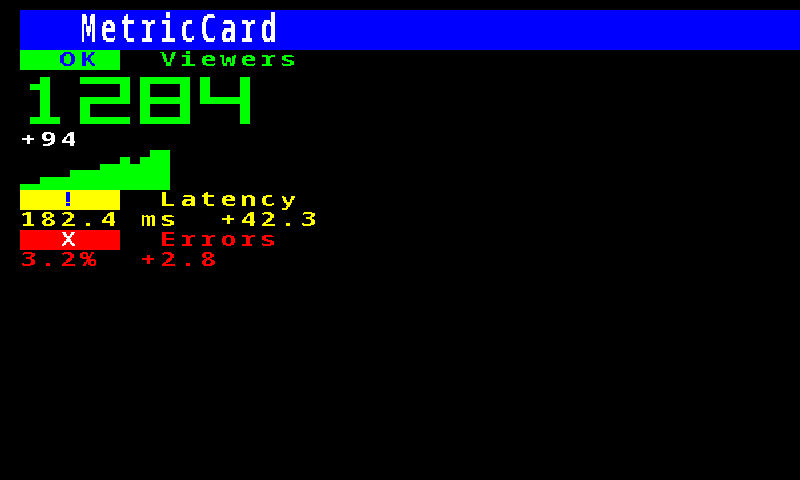 MetricCard
OK Viewers
1284
+94
! Latency
182.4 ms +42.3
X Errors
3.2% +2.8